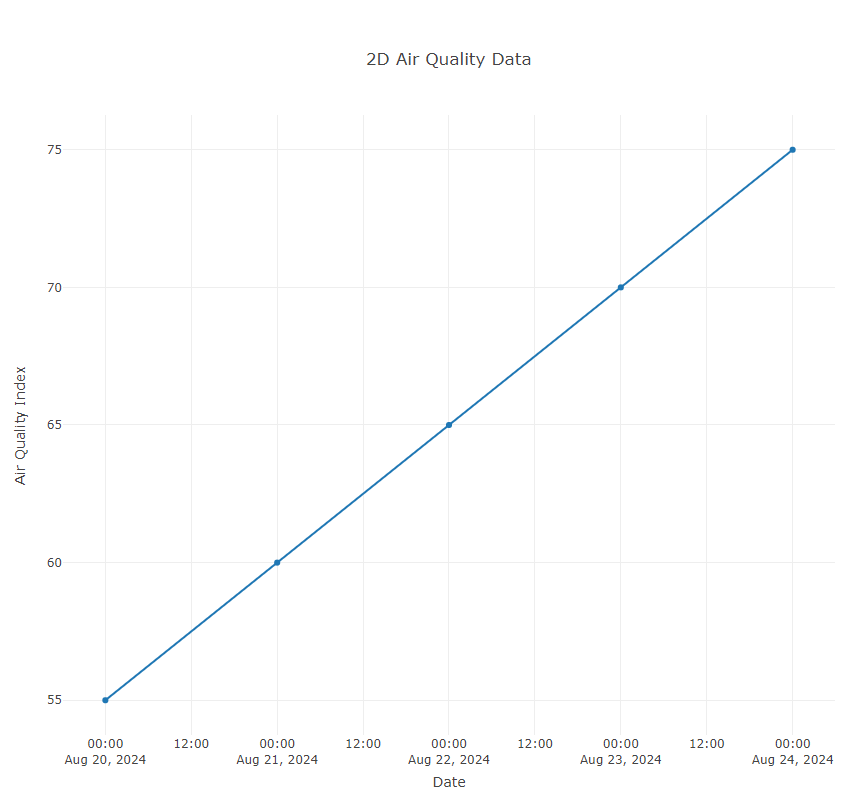 2D Air Quality Data
Air Quality Index
75
70
65
60
55
00:00 12:00 00:00 12:00 00:00 12:00 00:00 12:00 00:00
Aug 20, 2024 Aug 21, 2024 Aug 22, 2024 Aug 23, 2024 Aug 24, 2024
Date